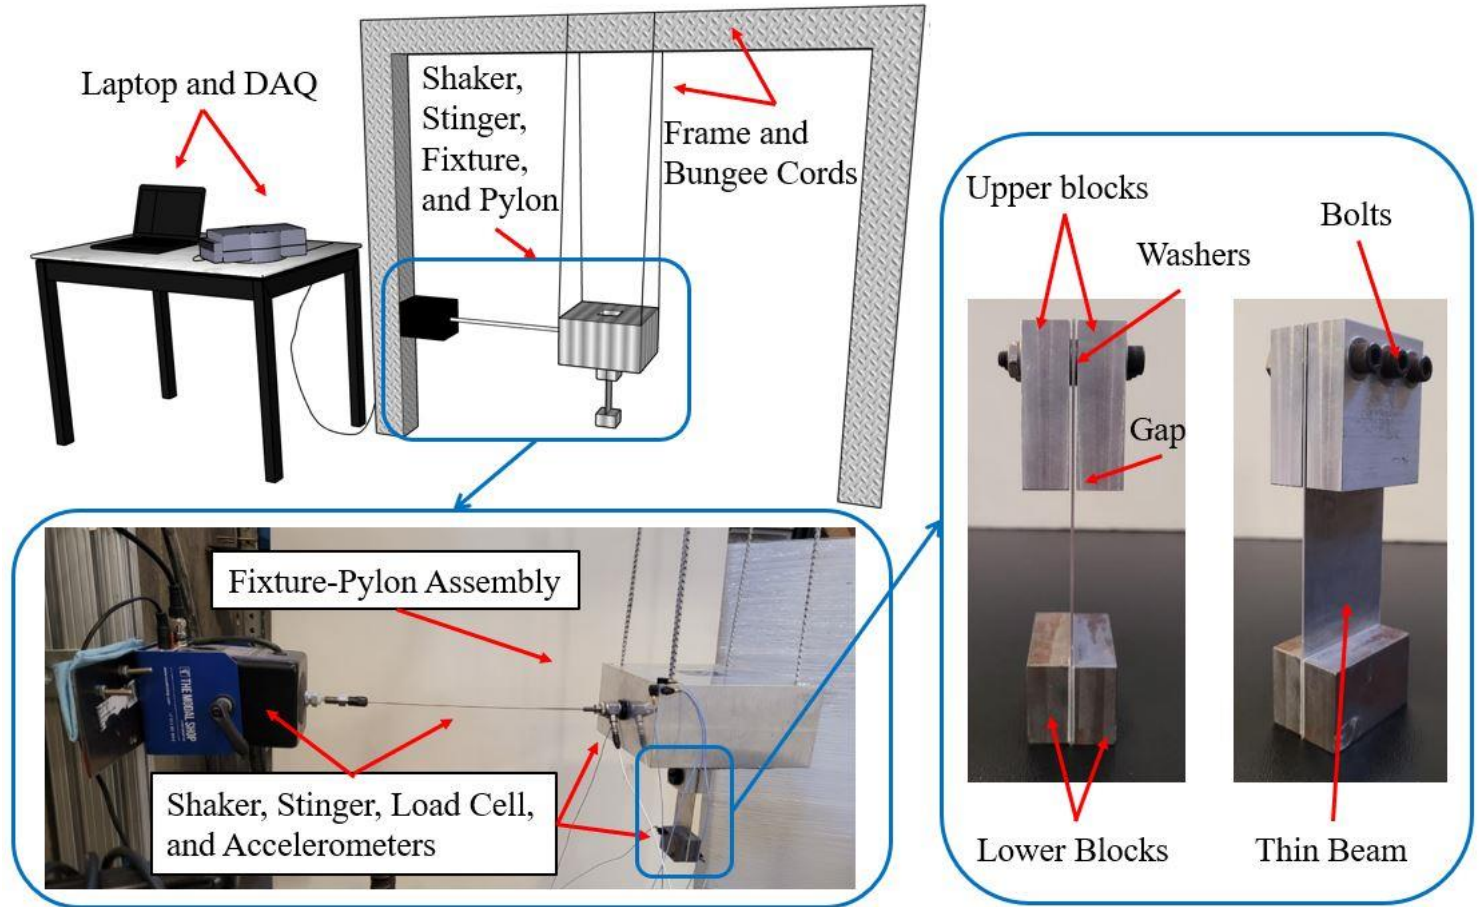 Laptop and DAQ
Shaker,
Stinger,
Fixture,
and Pylon
Frame and
Bungee Cords
Upper blocks
Bolts
Washers
Gap
Lower Blocks
Thin Beam
Fixture-Pylon Assembly
THE MODAL SHOP
Shaker, Stinger, Load Cell,
and Accelerometers